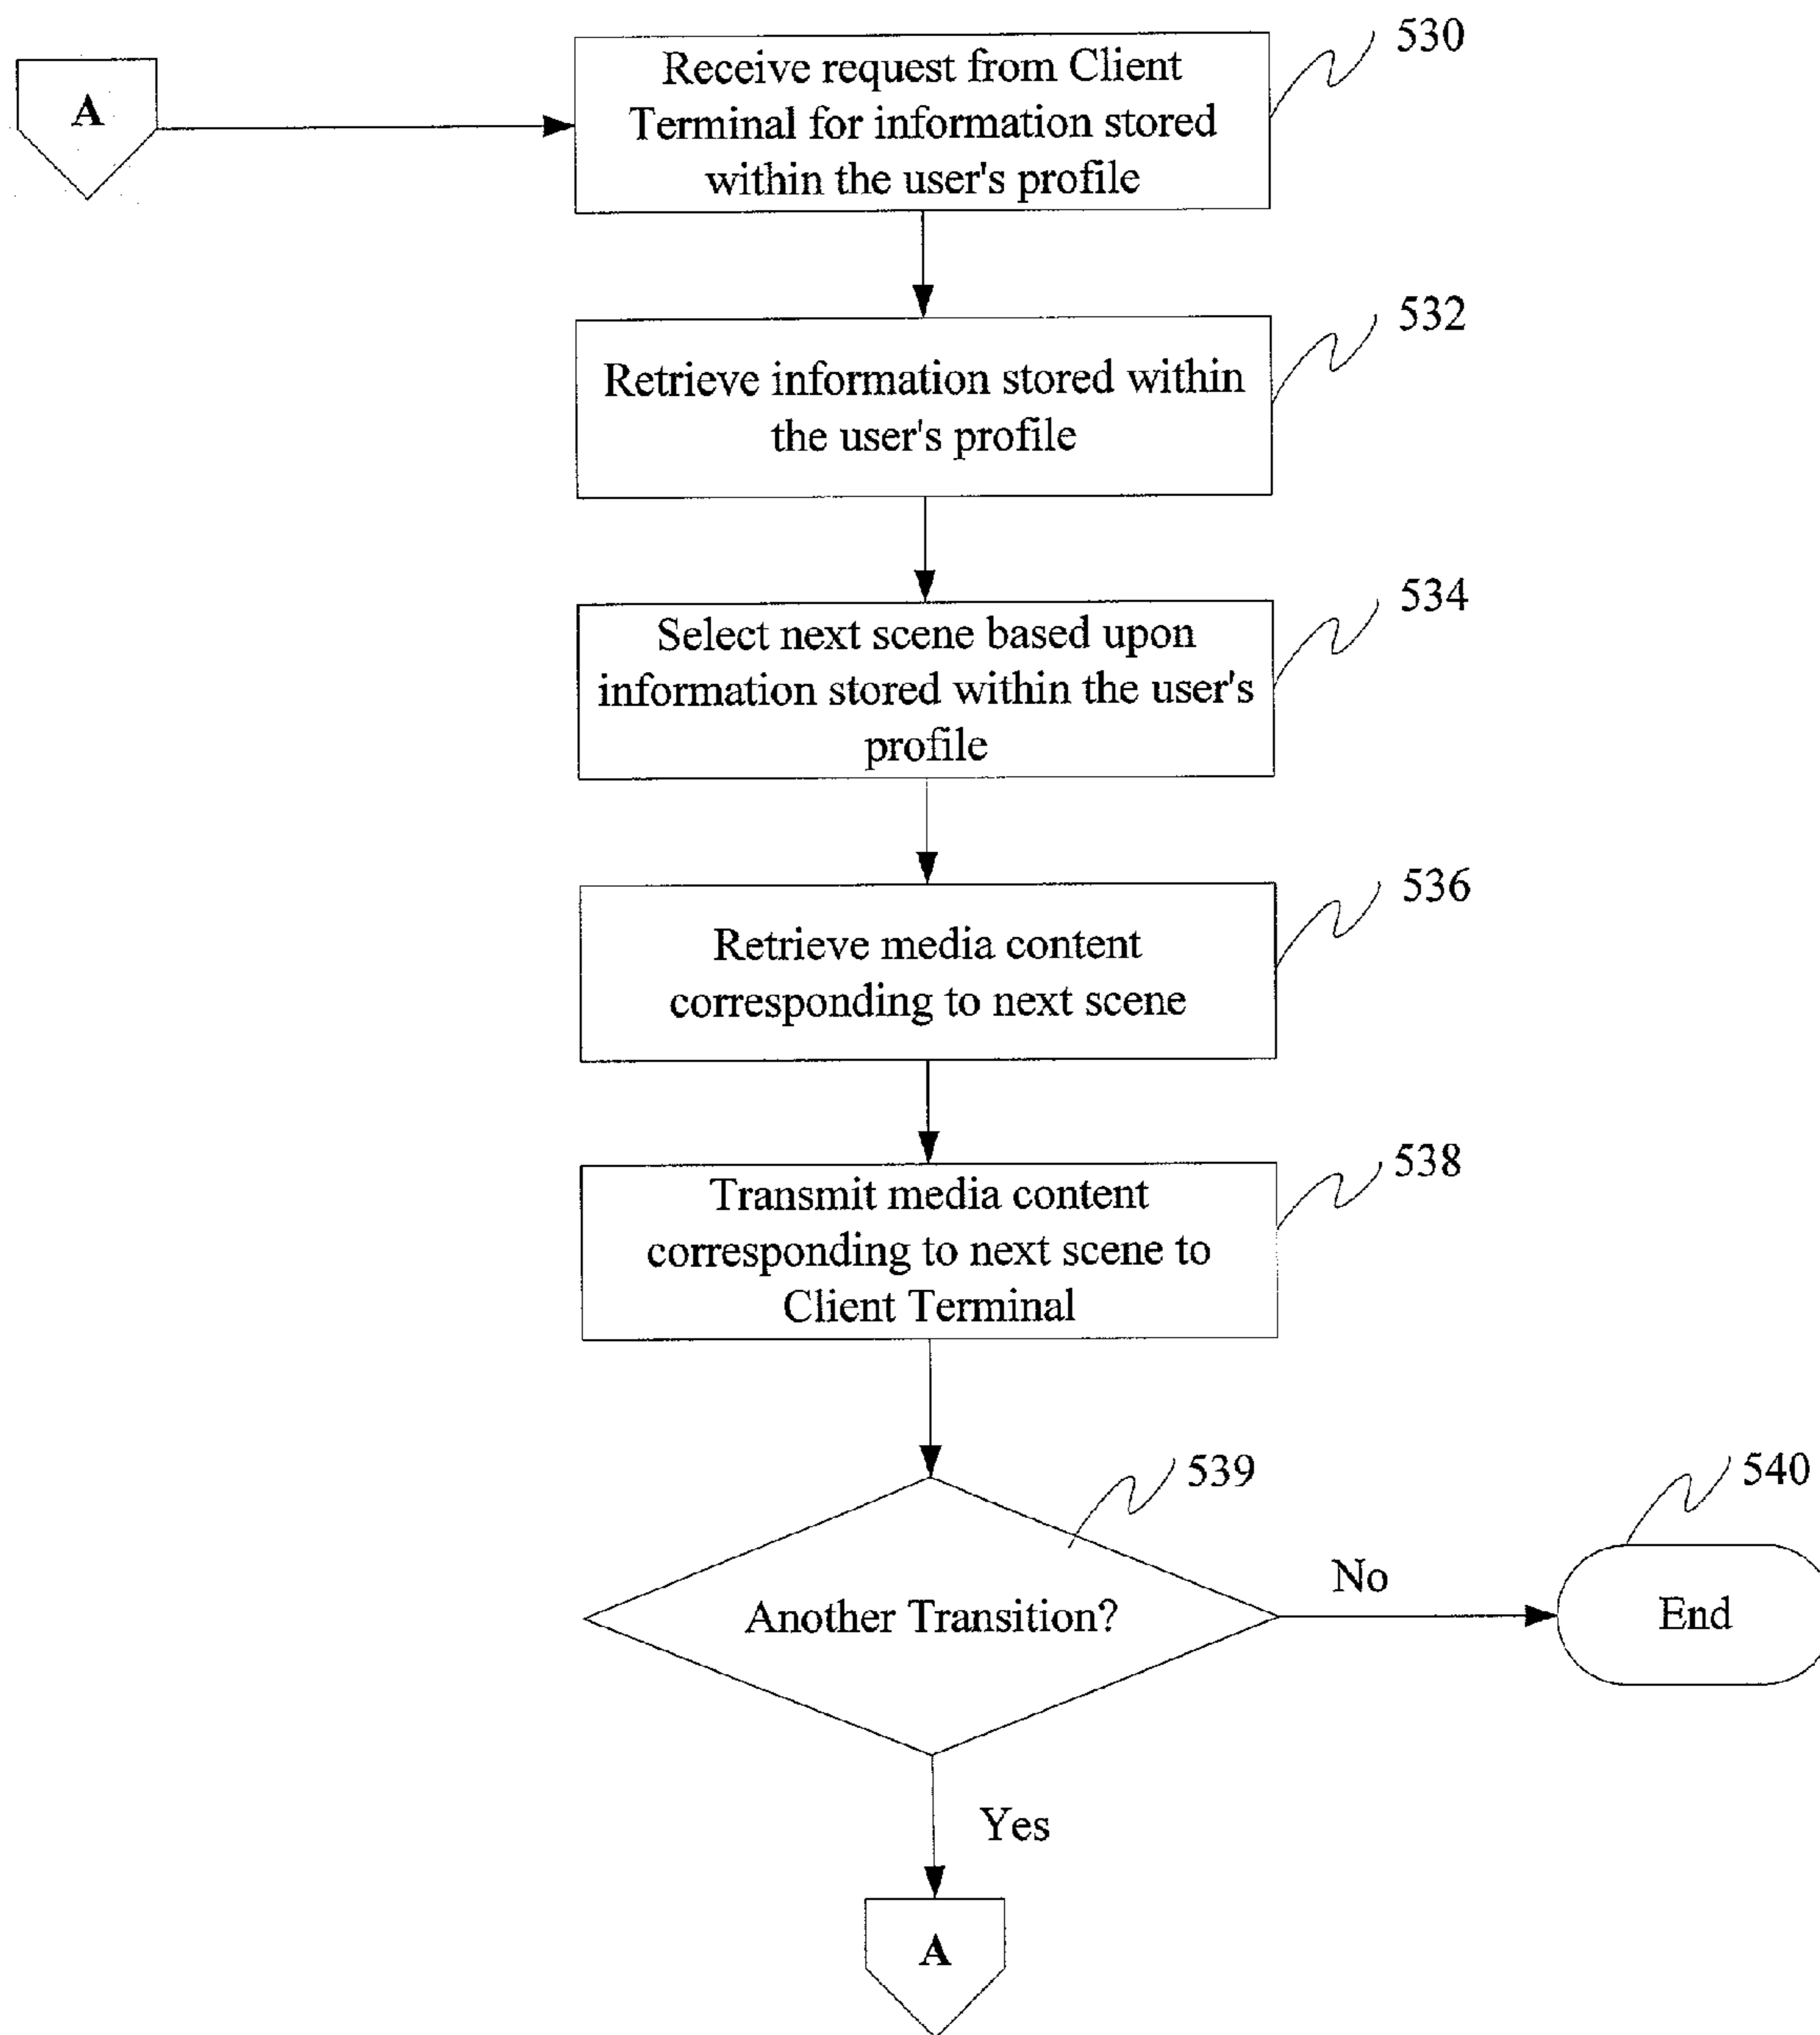 A
Receive request from Client
Terminal for information stored
within the user's profile
530
Retrieve information stored within
the user's profile
532
Select next scene based upon
information stored within the user's
profile
534
Retrieve media content
corresponding to next scene
536
Transmit media content
corresponding to next scene to
Client Terminal
538
Another Transition?
539
No
End
540
Yes
A